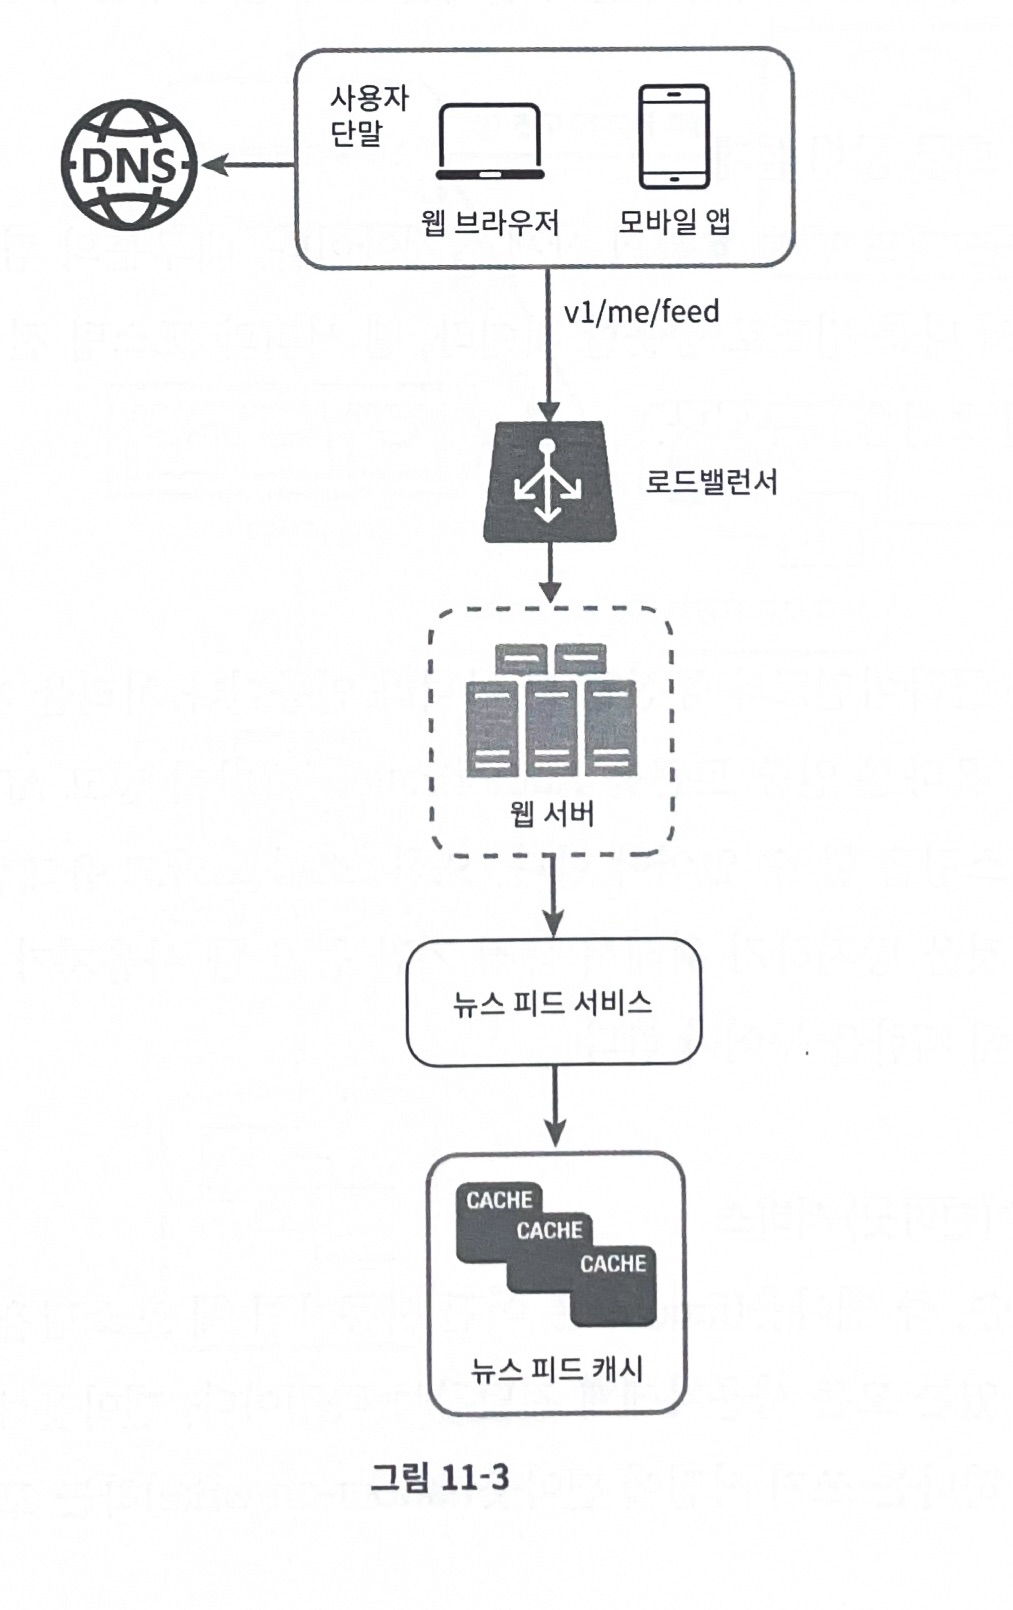 사용자
단말
DNS
웹 브라우저
모바일 앱
v1/me/feed
로드밸런서
웹 서버
뉴스 피드 서비스
CACHE
CACHE
CACHE
뉴스 피드 캐시
그림 11-3